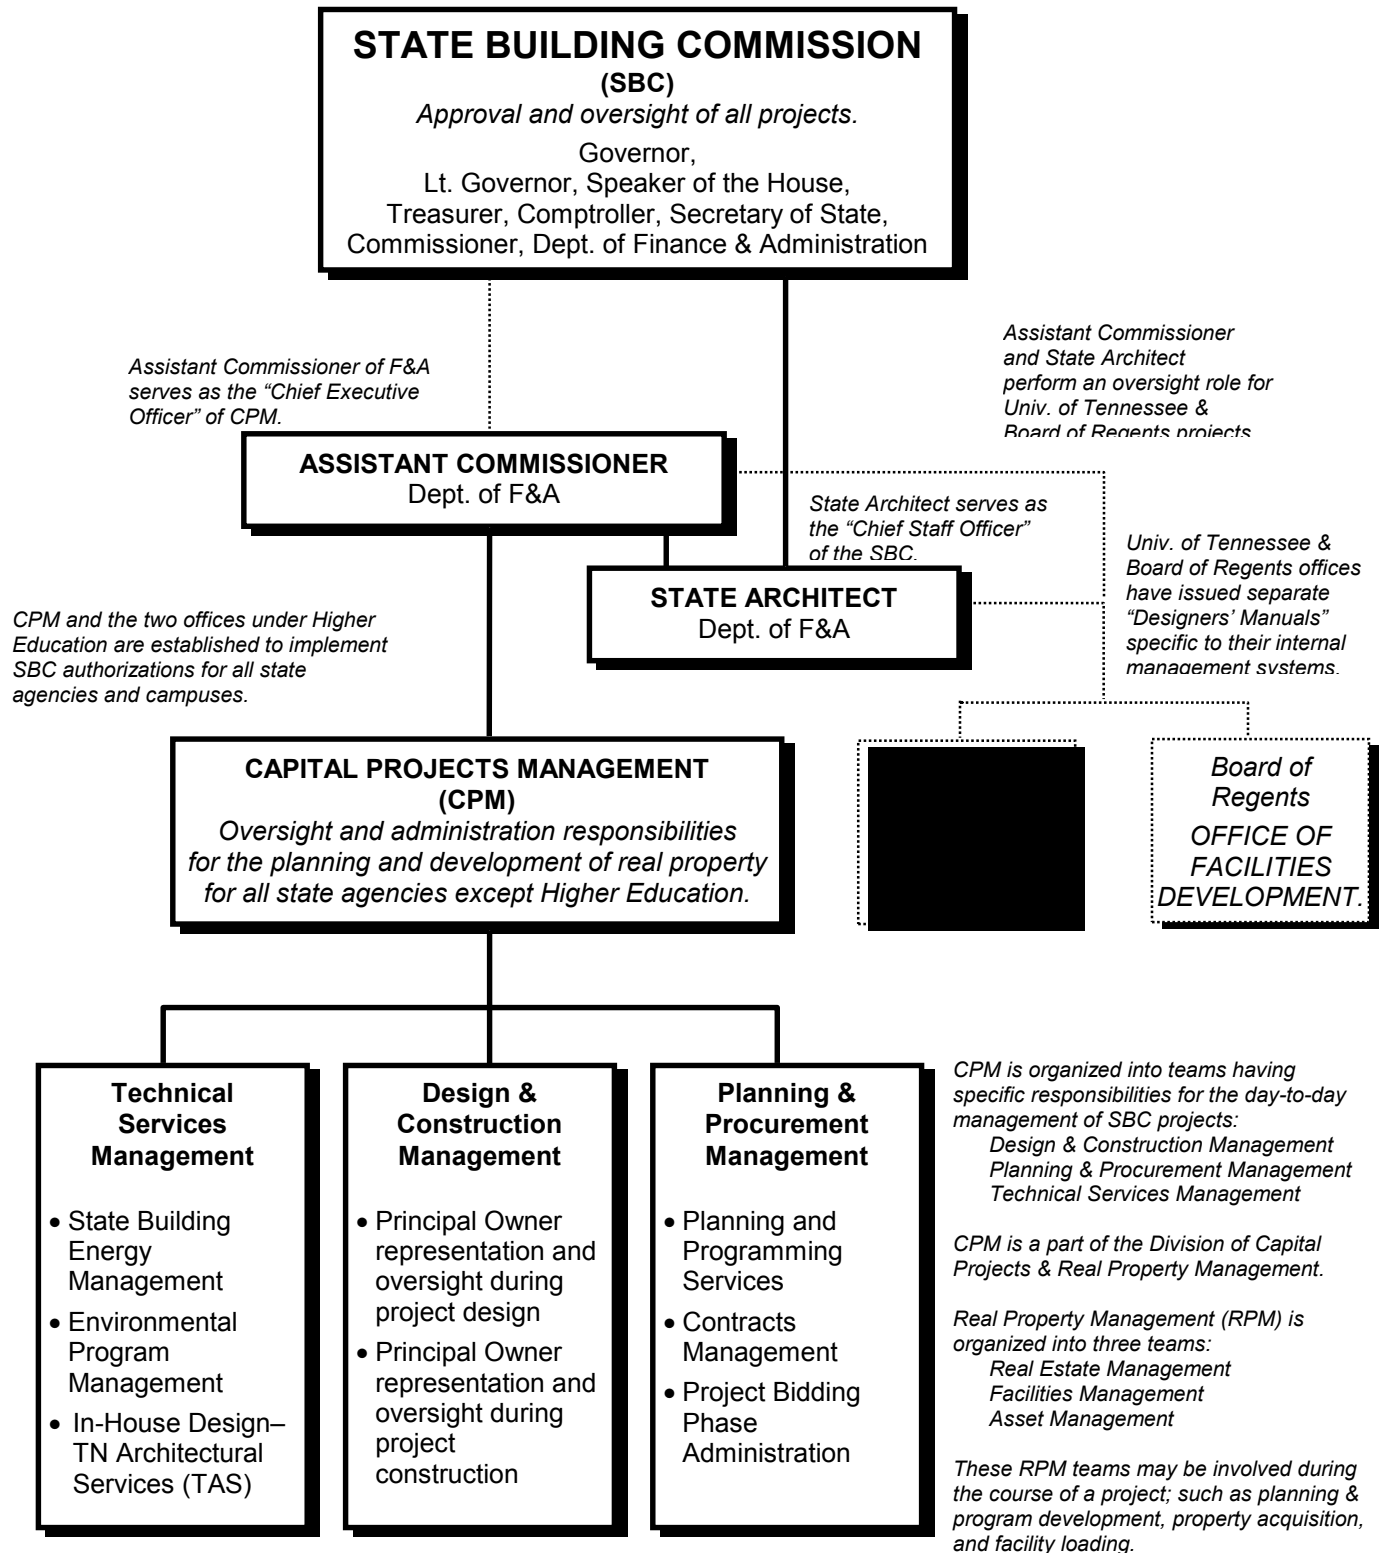 STATE BUILDING COMMISSION
(SBC)
Approval and oversight of all projects.
Governor,
Lt. Governor, Speaker of the House,
Treasurer, Comptroller, Secretary of State,
Commissioner, Dept. of Finance & Administration
Assistant Commissioner of F&A
serves as the “Chief Executive
Officer” of CPM.
Assistant Commissioner
and State Architect
perform an oversight role for
Univ. of Tennessee &
Board of Regents projects
ASSISTANT COMMISSIONER
Dept. of F&A
State Architect serves as
the “Chief Staff Officer”
of the SBC.
Univ. of Tennessee &
Board of Regents offices
have issued separate
“Designers’ Manuals”
specific to their internal
management systems.
STATE ARCHITECT
Dept. of F&A
CPM and the two offices under Higher
Education are established to implement
SBC authorizations for all state
agencies and campuses.
CAPITAL PROJECTS MANAGEMENT
(CPM)
Oversight and administration responsibilities
for the planning and development of real property
for all state agencies except Higher Education.
Board of
Regents
OFFICE OF
FACILITIES
DEVELOPMENT.
Technical
Services
Management
• State Building
Energy
Management
• Environmental
Program
Management
• In-House Design–
TN Architectural
Services (TAS)
Design &
Construction
Management
• Principal Owner
representation and
oversight during
project design
• Principal Owner
representation and
oversight during
project
construction
Planning &
Procurement
Management
• Planning and
Programming
Services
• Contracts
Management
• Project Bidding
Phase
Administration
CPM is organized into teams having
specific responsibilities for the day-to-day
management of SBC projects:
Design & Construction Management
Planning & Procurement Management
Technical Services Management
CPM is a part of the Division of Capital
Projects & Real Property Management.
Real Property Management (RPM) is
organized into three teams:
Real Estate Management
Facilities Management
Asset Management
These RPM teams may be involved during
the course of a project; such as planning &
program development, property acquisition,
and facility loading.